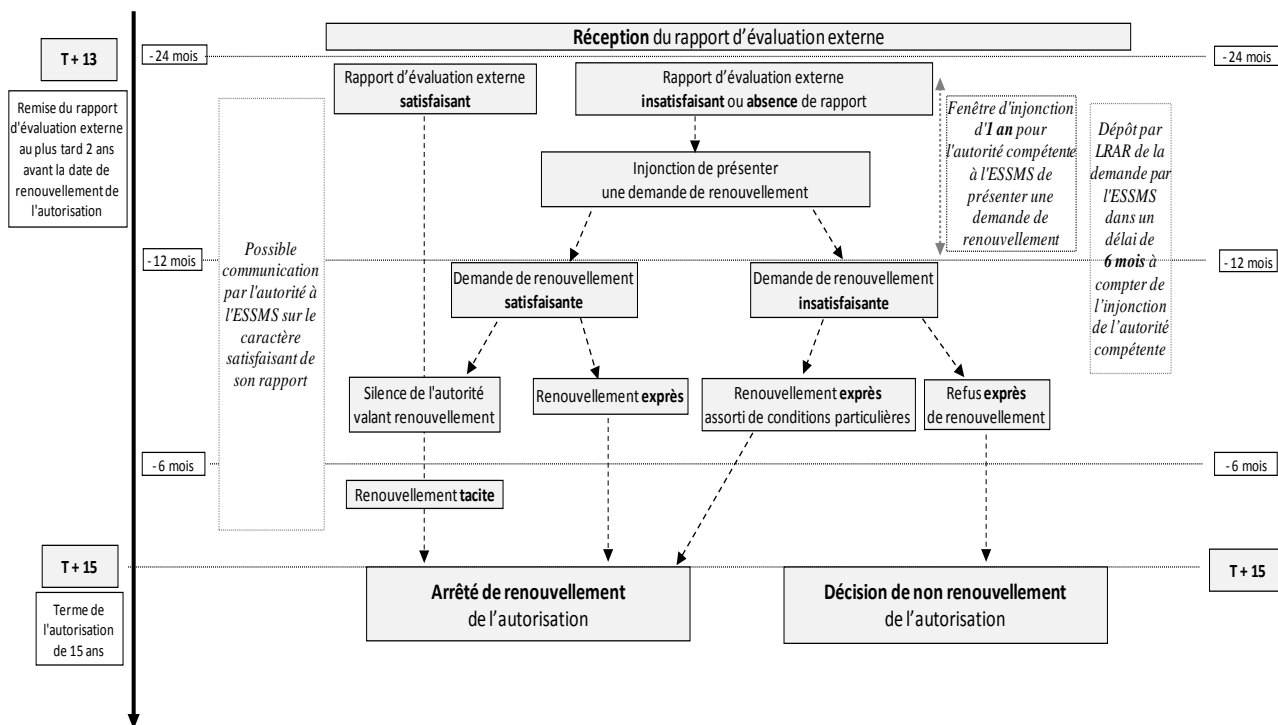 Réception du rapport d’évaluation externe
T + 13
- 24 mois
- 24 mois
Remise du rapport
d'évaluation externe
au plus tard 2 ans
avant la date de
renouvellement de
l'autorisation
Rapport d’évaluation externe
satisfaisant
Rapport d’évaluation externe
insatisfaisant ou absence de rapport
Fenêtre d'injonction
d'1 an pour
l'autorité compétente
à l'ESSMS de
présenter une
demande de
renouvellement
Dépôt par
LRAR de la
demande par
l'ESSMS
dans un
délai de
6 mois à
compter de
l’injonction
de l’autorité
compétente
Injonction de présenter
une demande de renouvellement
Possible
communication
par l'autorité à
l'ESSMS sur le
caractère
satisfaisant de
son rapport
- 12 mois
- 12 mois
Demande de renouvellement
satisfaisante
Demande de renouvellement
insatisfaisante
Silence de l'autorité
valant renouvellement
Renouvellement exprès
Renouvellement exprès
assorti de conditions particulières
Refus exprès
de renouvellement
- 6 mois
- 6 mois
Renouvellement tacite
T + 15
T + 15
Terme de
l'autorisation
de 15 ans
Arrêté de renouvellement
de l’autorisation
Décision de non renouvellement
de l’autorisation